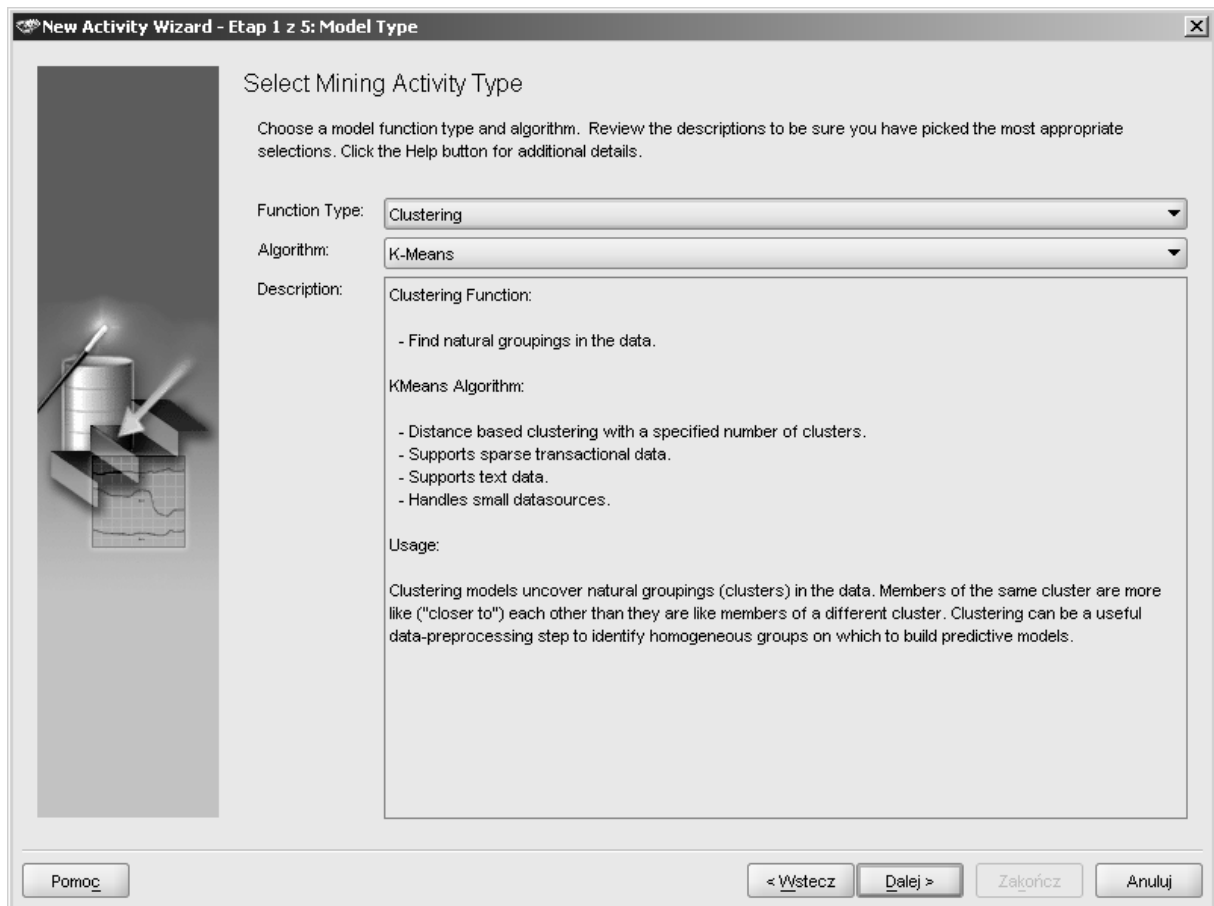 New Activity Wizard - Etap 1 z 5: Model Type
Select Mining Activity Type
Choose a model function type and algorithm. Review the descriptions to be sure you have picked the most appropriate
selections. Click the Help button for additional details.
Function Type: Clustering
Algorithm: K-Means
Description: Clustering Function:
- Find natural groupings in the data.
KMeans Algorithm:
- Distance based clustering with a specified number of clusters.
- Supports sparse transactional data.
- Supports text data.
- Handles small datasources.
Usage:
Clustering models uncover natural groupings (clusters) in the data. Members of the same cluster are more
like ("closer to") each other than they are like members of a different cluster. Clustering can be a useful
data-preprocessing step to identify homogeneous groups on which to build predictive models.
Pomoc < Wstecz Dalej > Zakończ Anuluj